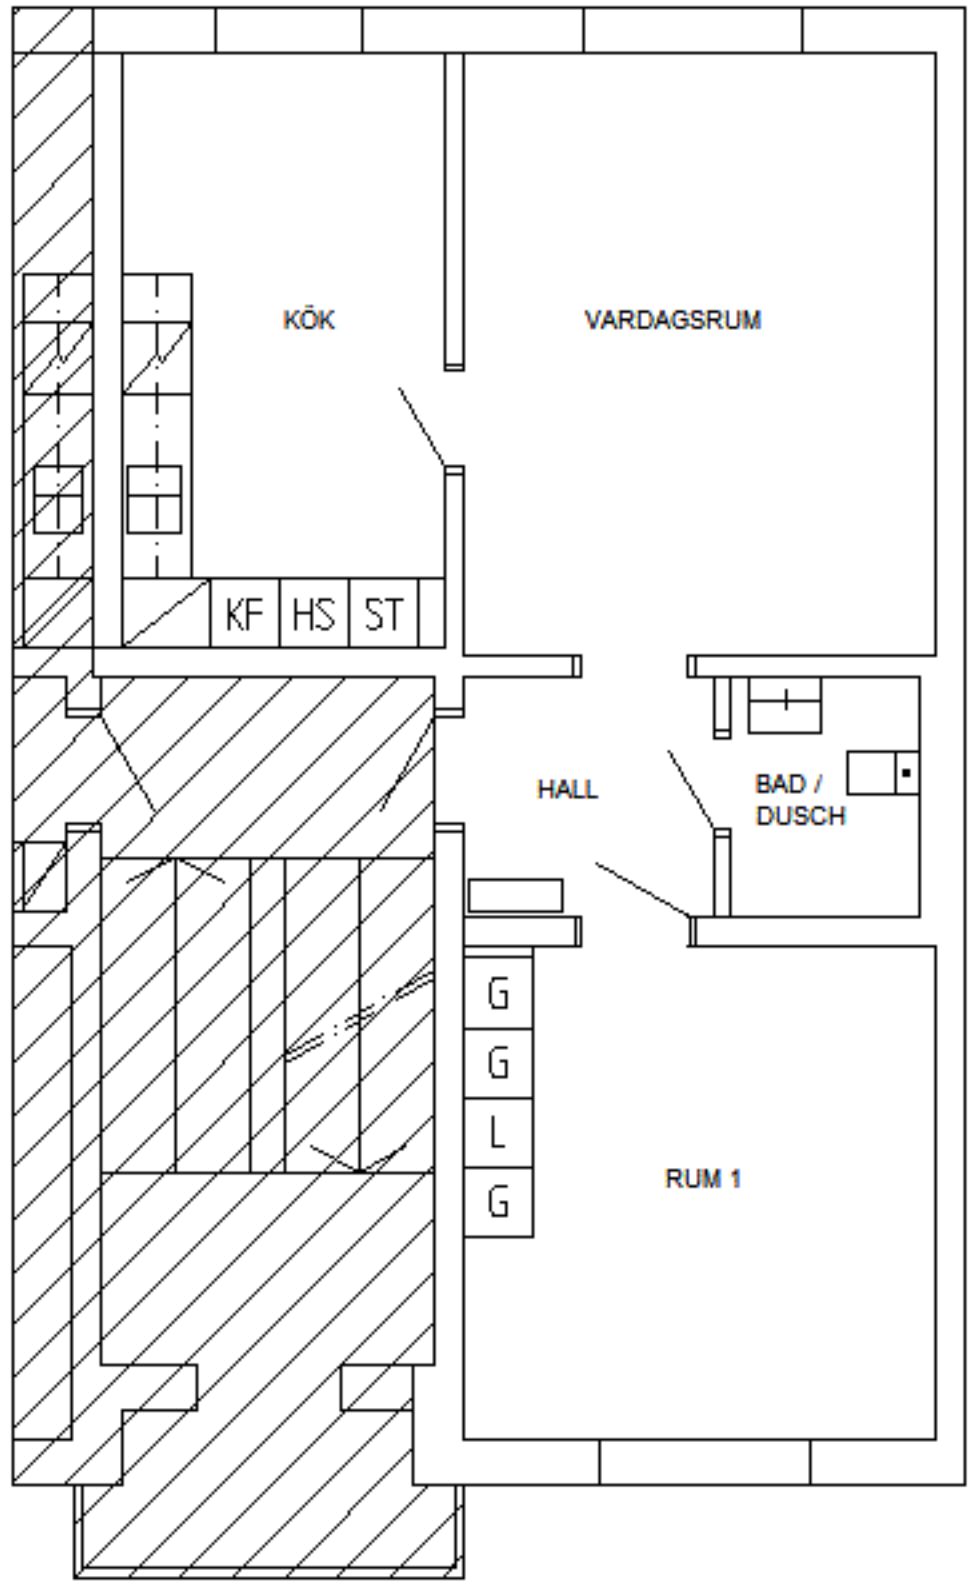 KÖK
VARDAGSRUM
KF HS ST
HALL
BAD /
DUSCH
G
G
L
G
RUM 1